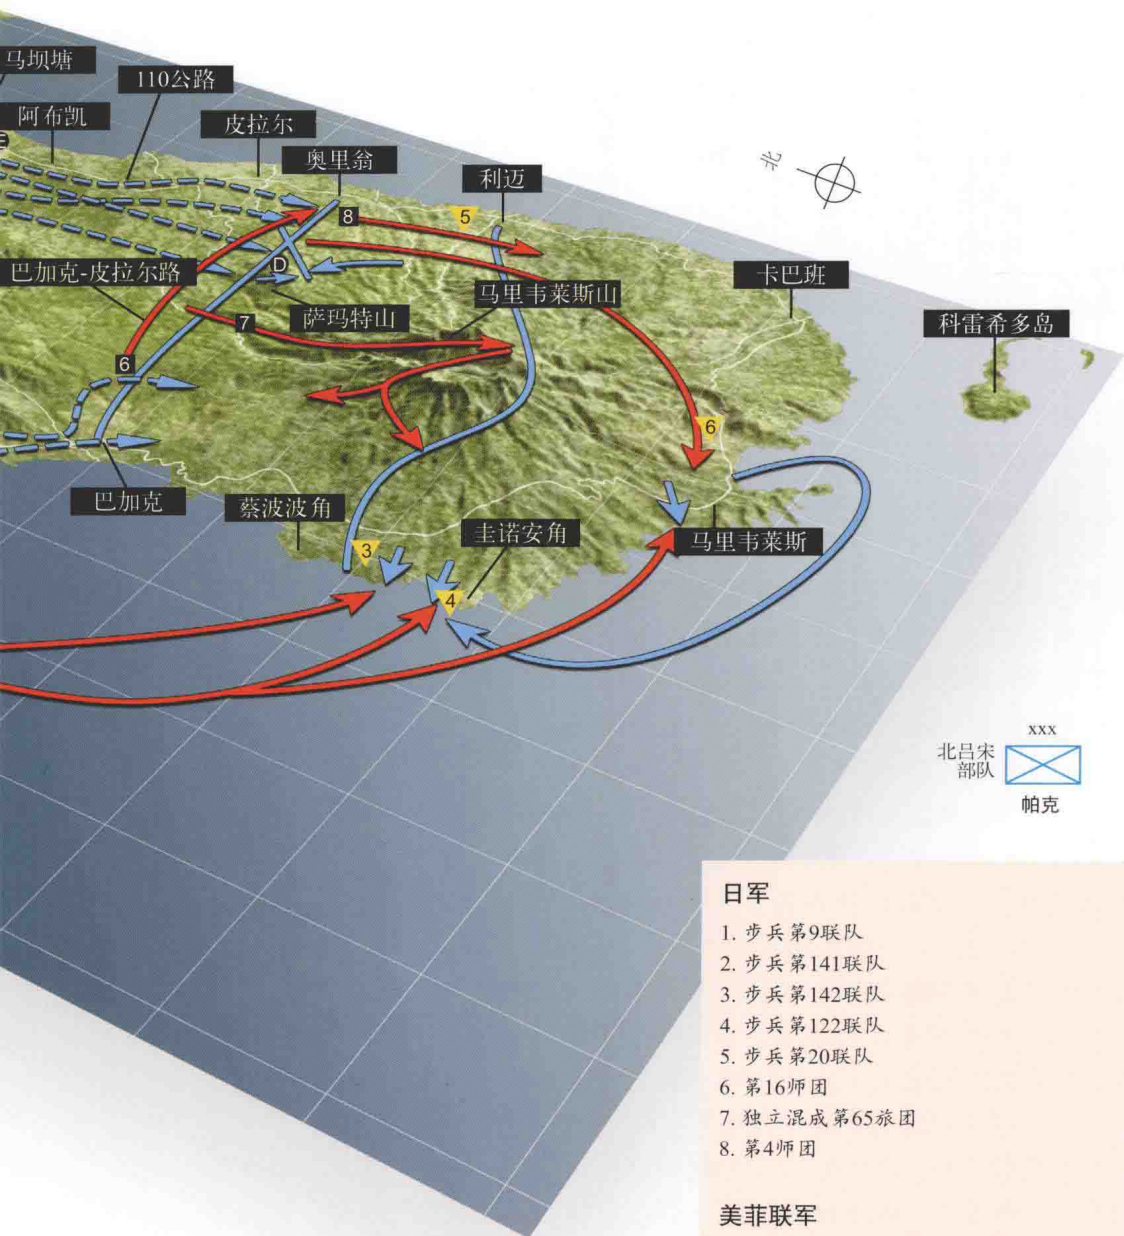 马坝塘
110公路
阿布凯
皮拉尔
E
奥里翁
利迈
北
8
5
D
巴加克-皮拉尔路
马里韦莱斯山
卡巴班
萨玛特山
7
科雷希多岛
6
6
巴加克
蔡波波角
圭诺安角
马里韦莱斯
3
4
xxx
北吕宋
部队
帕克
日军
1. 步兵第9联队
2. 步兵第141联队
3. 步兵第142联队
4. 步兵第122联队
5. 步兵第20联队
6. 第16师团
7. 独立混成第65旅团
8. 第4师团
美菲联军